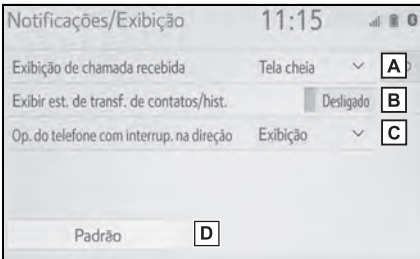 Notificações/Exibição 11:15
Exibição de chamada recebida Tela cheia A
Exibir est. de transf. de contatos/hist. Desligado B
Op. do telefone com interrup. na direção Exibição C
Padrão D